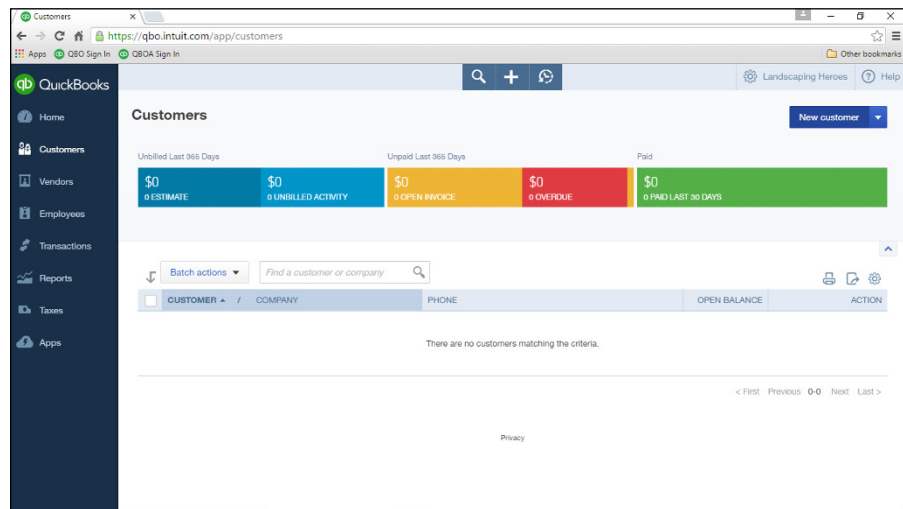 Customers
https://qbo.intuit.com/app/customers
Apps QBO Sign In QBOA Sign In Other bookmarks
qb QuickBooks
Landscaping Heroes ? Help
Home
Customers
Vendors
Employees
Transactions
Reports
Taxes
Apps
Customers
New customer
Unbilled Last 365 Days Unpaid Last 365 Days Paid
$0 $0 $0 $0 $0
0 ESTIMATE 0 UNBILLED ACTIVITY 0 OPEN INVOICE 0 OVERDUE 0 PAID LAST 30 DAYS
Batch actions Find a customer or company
CUSTOMER / COMPANY PHONE OPEN BALANCE ACTION
There are no customers matching the criteria.
< First Previous 0-0 Next Last >
Privacy